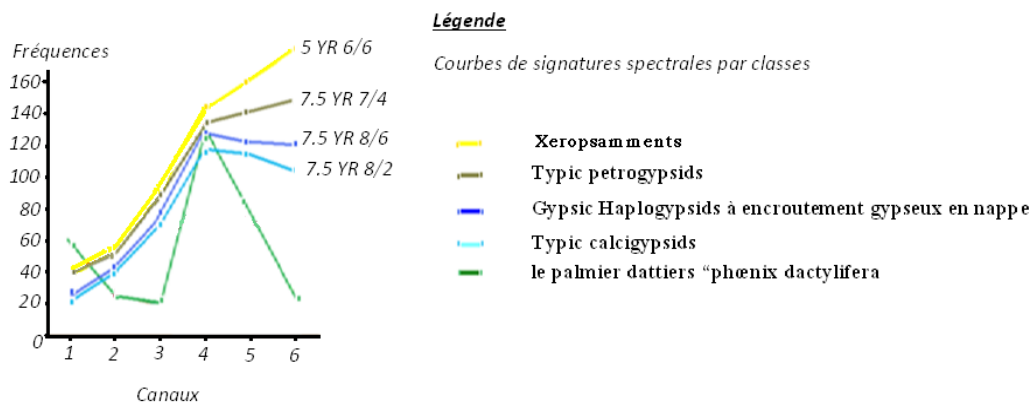 Légende
Fréquences
Courbes de signatures spectrales par classes
5 YR 6/6
7.5 YR 7/4
7.5 YR 8/6
7.5 YR 8/2
160
140
120
100
80
60
40
20
0
1 2 3 4 5 6
Canaux
Xeropsamments
Typic petrogypsids
Gypsic Haplogypsids à encroutement gypseux en nappe
Typic calcigypsids
le palmier dattiers “phœnix dactylifera